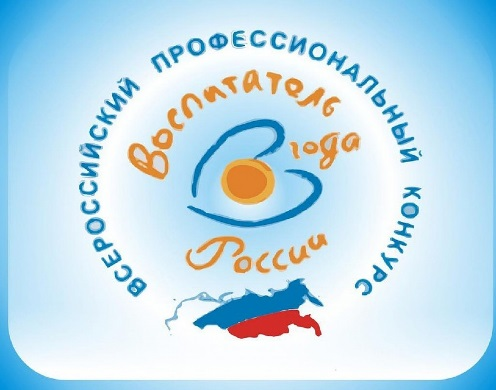 ВСЕРОССИЙСКИЙ ПРОФЕССИОНАЛЬНЫЙ КОНКУРС
Воспитатель
года
России